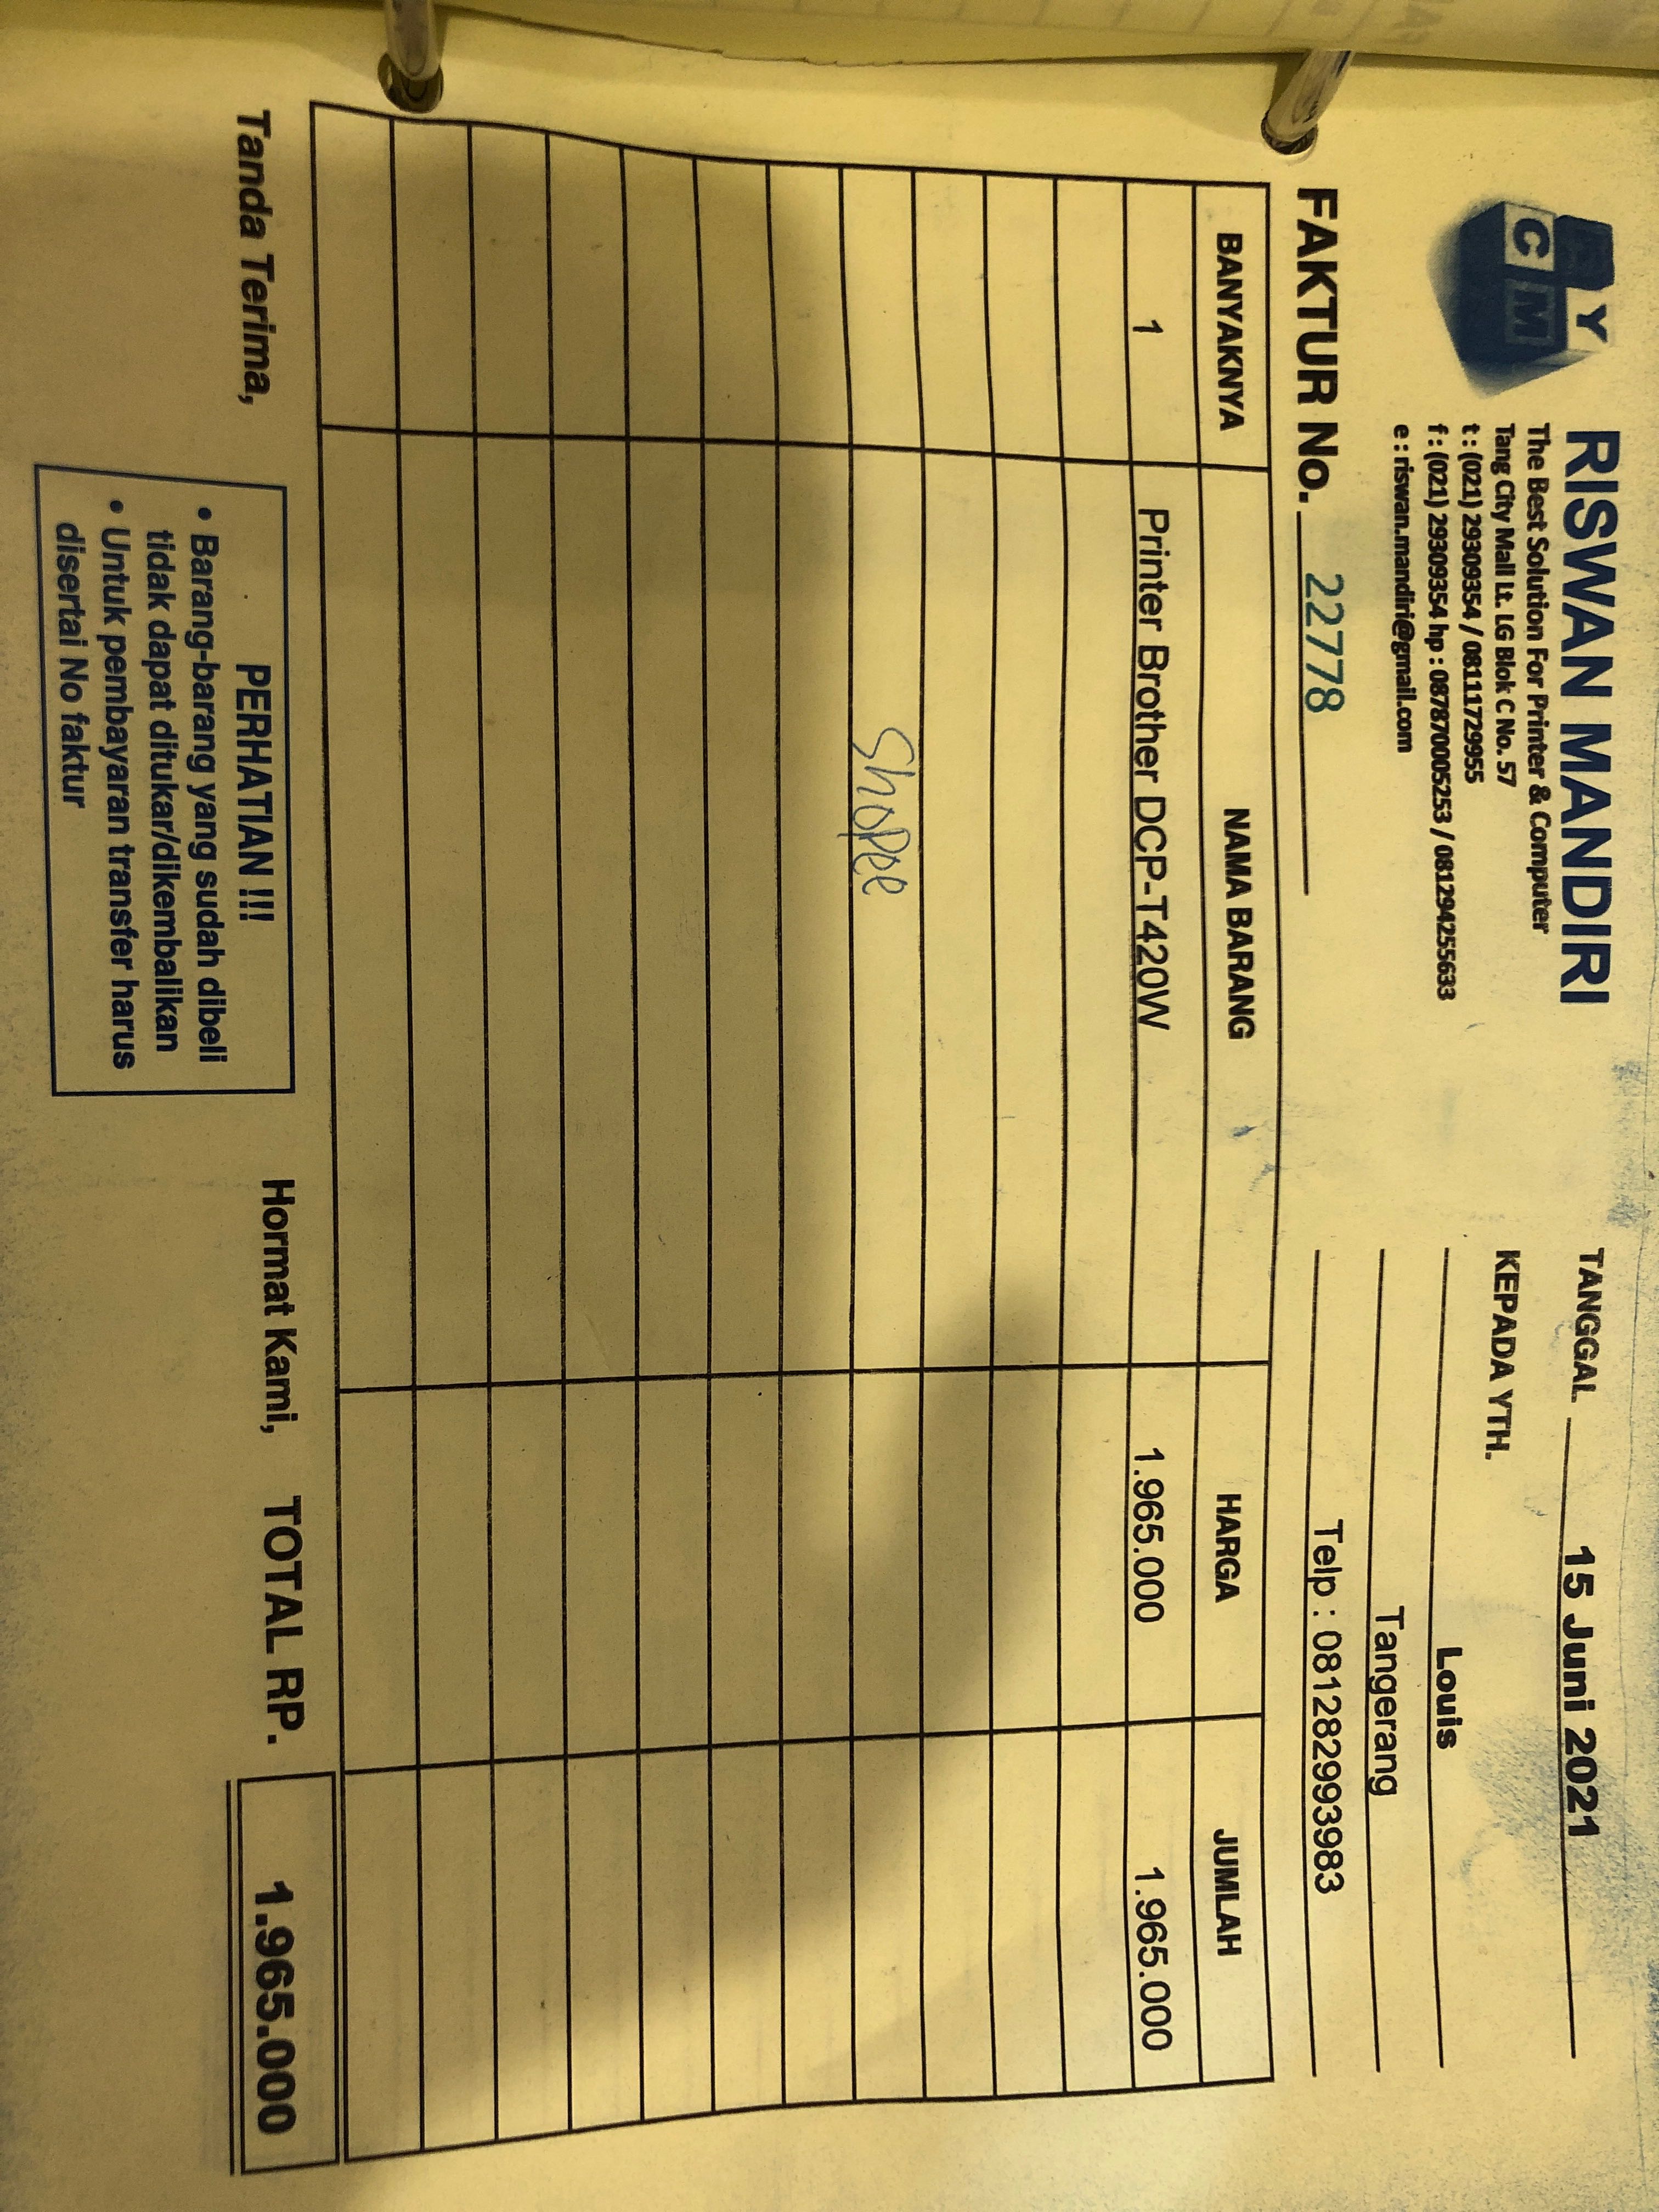 RISWAN MANDIRI
The Best Solution For Printer & Computer
Tang City Mall Lt. LG Blok C No. 57
t : (021) 29309354 / 08111729955
f : (021) 29309354 hp : 087870005253 / 081294255633
e : riswan.mandiri@gmail.com
Y
C M
TANGGAL 15 Juni 2021
KEPADA YTH.
Louis
Tangerang
Telp : 081282993983
FAKTUR No. 22778
BANYAKNYA NAMA BARANG HARGA JUMLAH
1 Printer Brother DCP-T420W 1.965.000 1.965.000
Shopee
Tanda Terima,
Hormat Kami,
TOTAL RP. 1.965.000
PERHATIAN !!!
• Barang-barang yang sudah dibeli
tidak dapat ditukar/dikembalikan
• Untuk pembayaran transfer harus
disertai No faktur